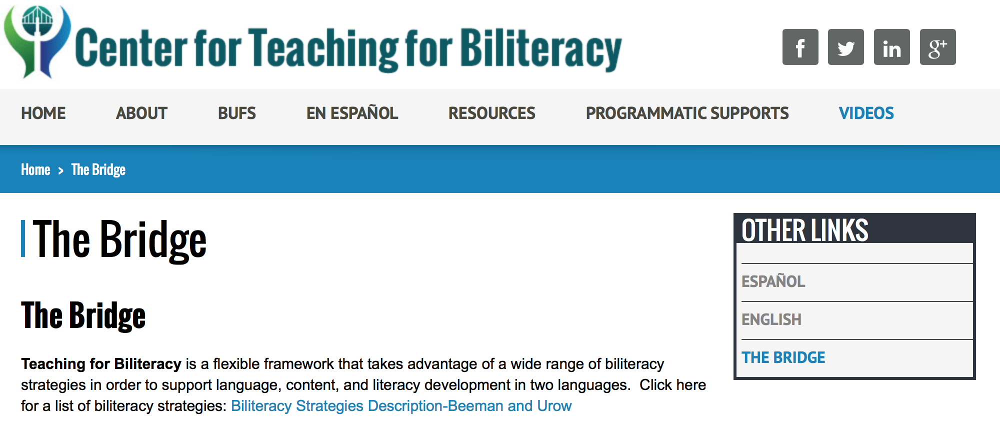 Center for Teaching for Biliteracy
f in g+
HOME ABOUT BUFS EN ESPAÑOL RESOURCES PROGRAMMATIC SUPPORTS VIDEOS
Home > The Bridge
The Bridge
The Bridge
Teaching for Biliteracy is a flexible framework that takes advantage of a wide range of biliteracy
strategies in order to support language, content, and literacy development in two languages.  Click here
for a list of biliteracy strategies: Biliteracy Strategies Description-Beeman and Urow
OTHER LINKS
ESPAÑOL
ENGLISH
THE BRIDGE